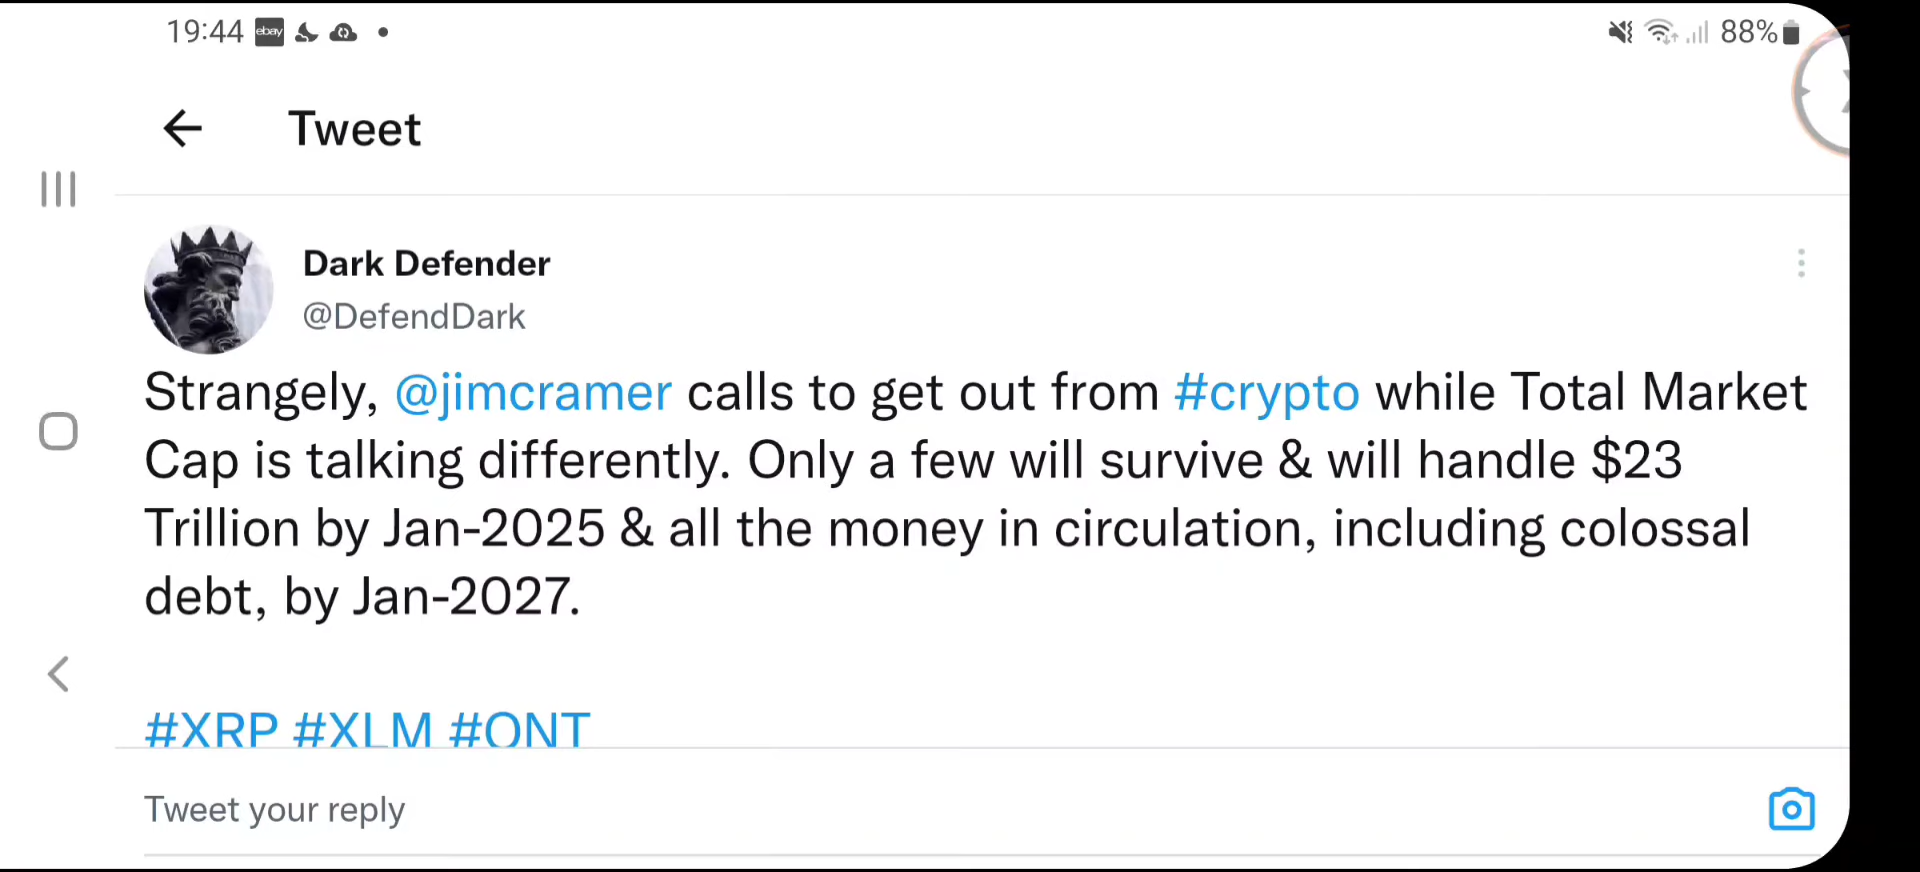 19:44 ebay 88%
Tweet
Dark Defender
@DefendDark
Strangely, @jimcramer calls to get out from #crypto while Total Market
Cap is talking differently. Only a few will survive & will handle $23
Trillion by Jan-2025 & all the money in circulation, including colossal
debt, by Jan-2027.
#XRP #XLM #ONT
Tweet your reply